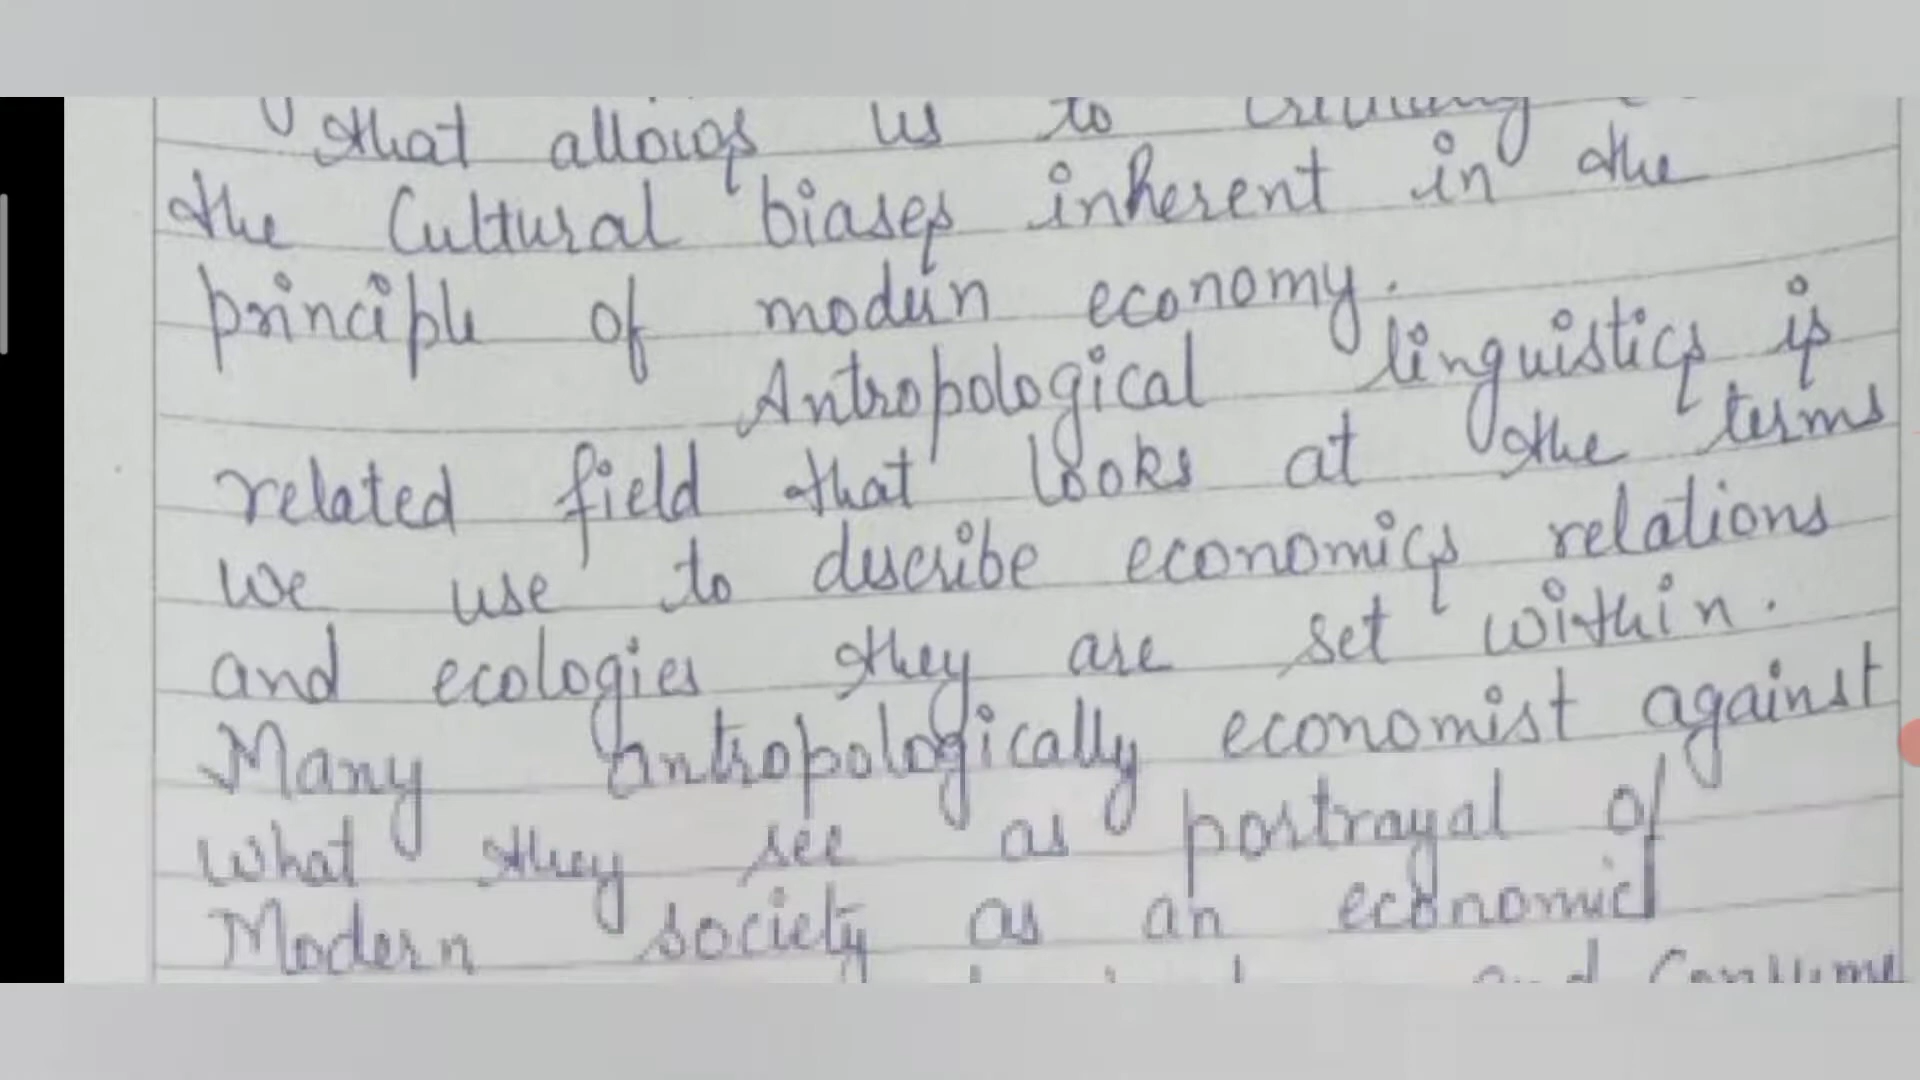 that allows us to
the Cultural biases inherent in the
principle of modern economy.
Antropological linguistics is
related field that looks at the terms
we use to describe economics relations
and ecologies they are set within.
Many antropologically economist against
what they see as portrayal of
Modern society as an economic
and